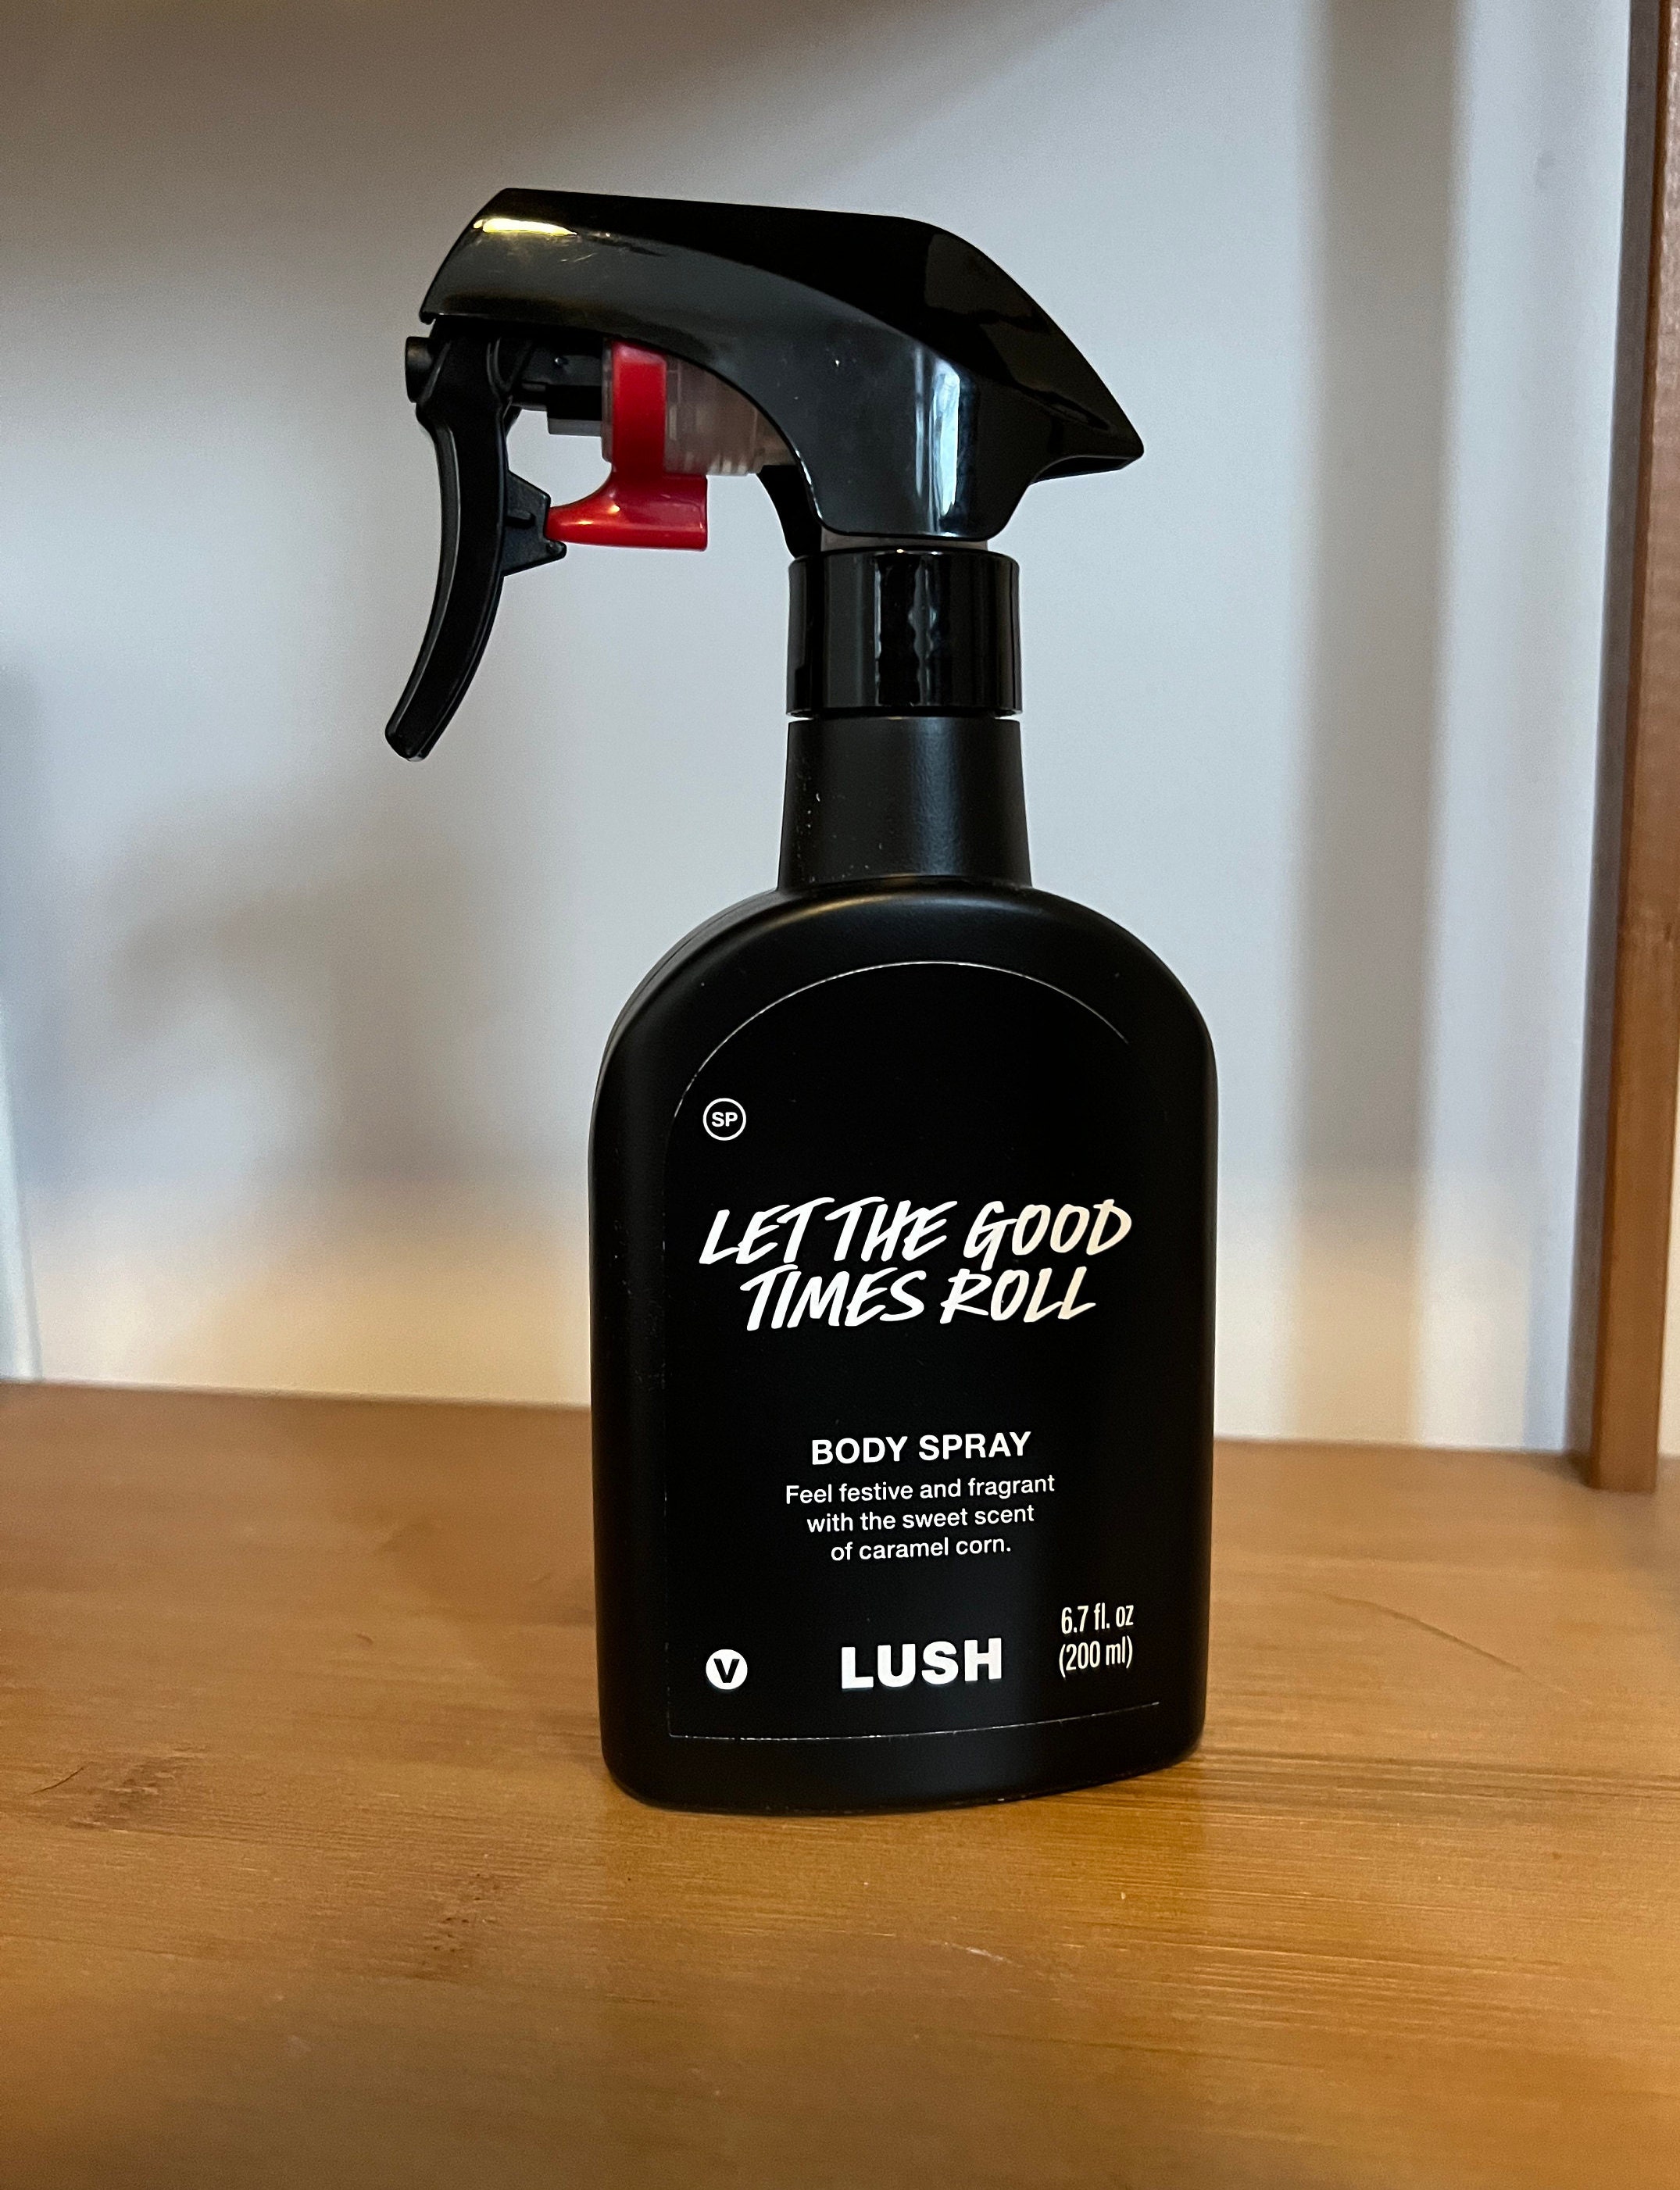 SP
LET THE GOOD
TIMES ROLL
BODY SPRAY
Feel festive and fragrant
with the sweet scent
of caramel corn.
6.7 fl. oz
(200 ml)
V
LUSH